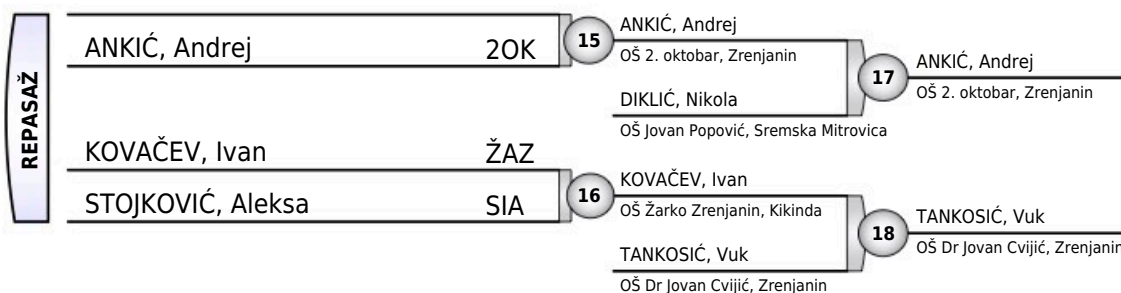 REPASAŽ
ANKIĆ, Andrej 2OK
KOVAČEV, Ivan ŽAZ
STOJKOVIĆ, Aleksa SIA
15
ANKIĆ, Andrej
OŠ 2. oktobar, Zrenjanin
DIKLIĆ, Nikola
OŠ Jovan Popović, Sremska Mitrovica
16
KOVAČEV, Ivan
OŠ Žarko Zrenjanin, Kikinda
TANKOSIĆ, Vuk
OŠ Dr Jovan Cvijić, Zrenjanin
17
ANKIĆ, Andrej
OŠ 2. oktobar, Zrenjanin
18
TANKOSIĆ, Vuk
OŠ Dr Jovan Cvijić, Zrenjanin